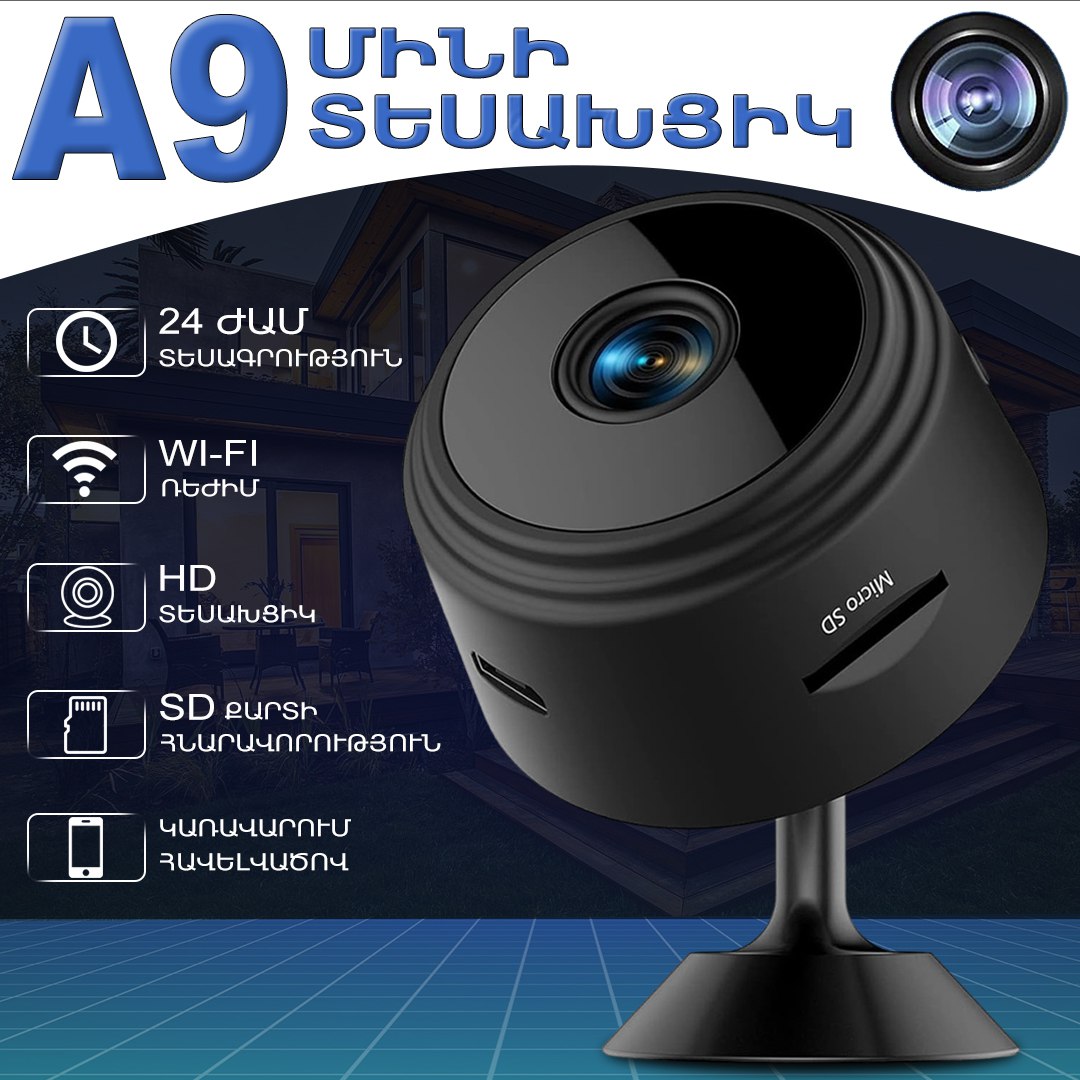 A9 ՄԻՆԻ
ՏԵՍԱԽՑԻԿ
24 ԺԱՄ
ՏԵՍԱԳՐՈՒԹՅՈՒՆ
WI-FI
ՌԵԺԻՄ
HD
ՏԵՍԱԽՑԻԿ
Micro SD
SD ՔԱՐՏԻ
ՀՆԱՐԱՎՈՐՈՒԹՅՈՒՆ
ԿԱՌԱՎԱՐՈՒՄ
ՀԱՎԵԼՎԱԾՈՎ